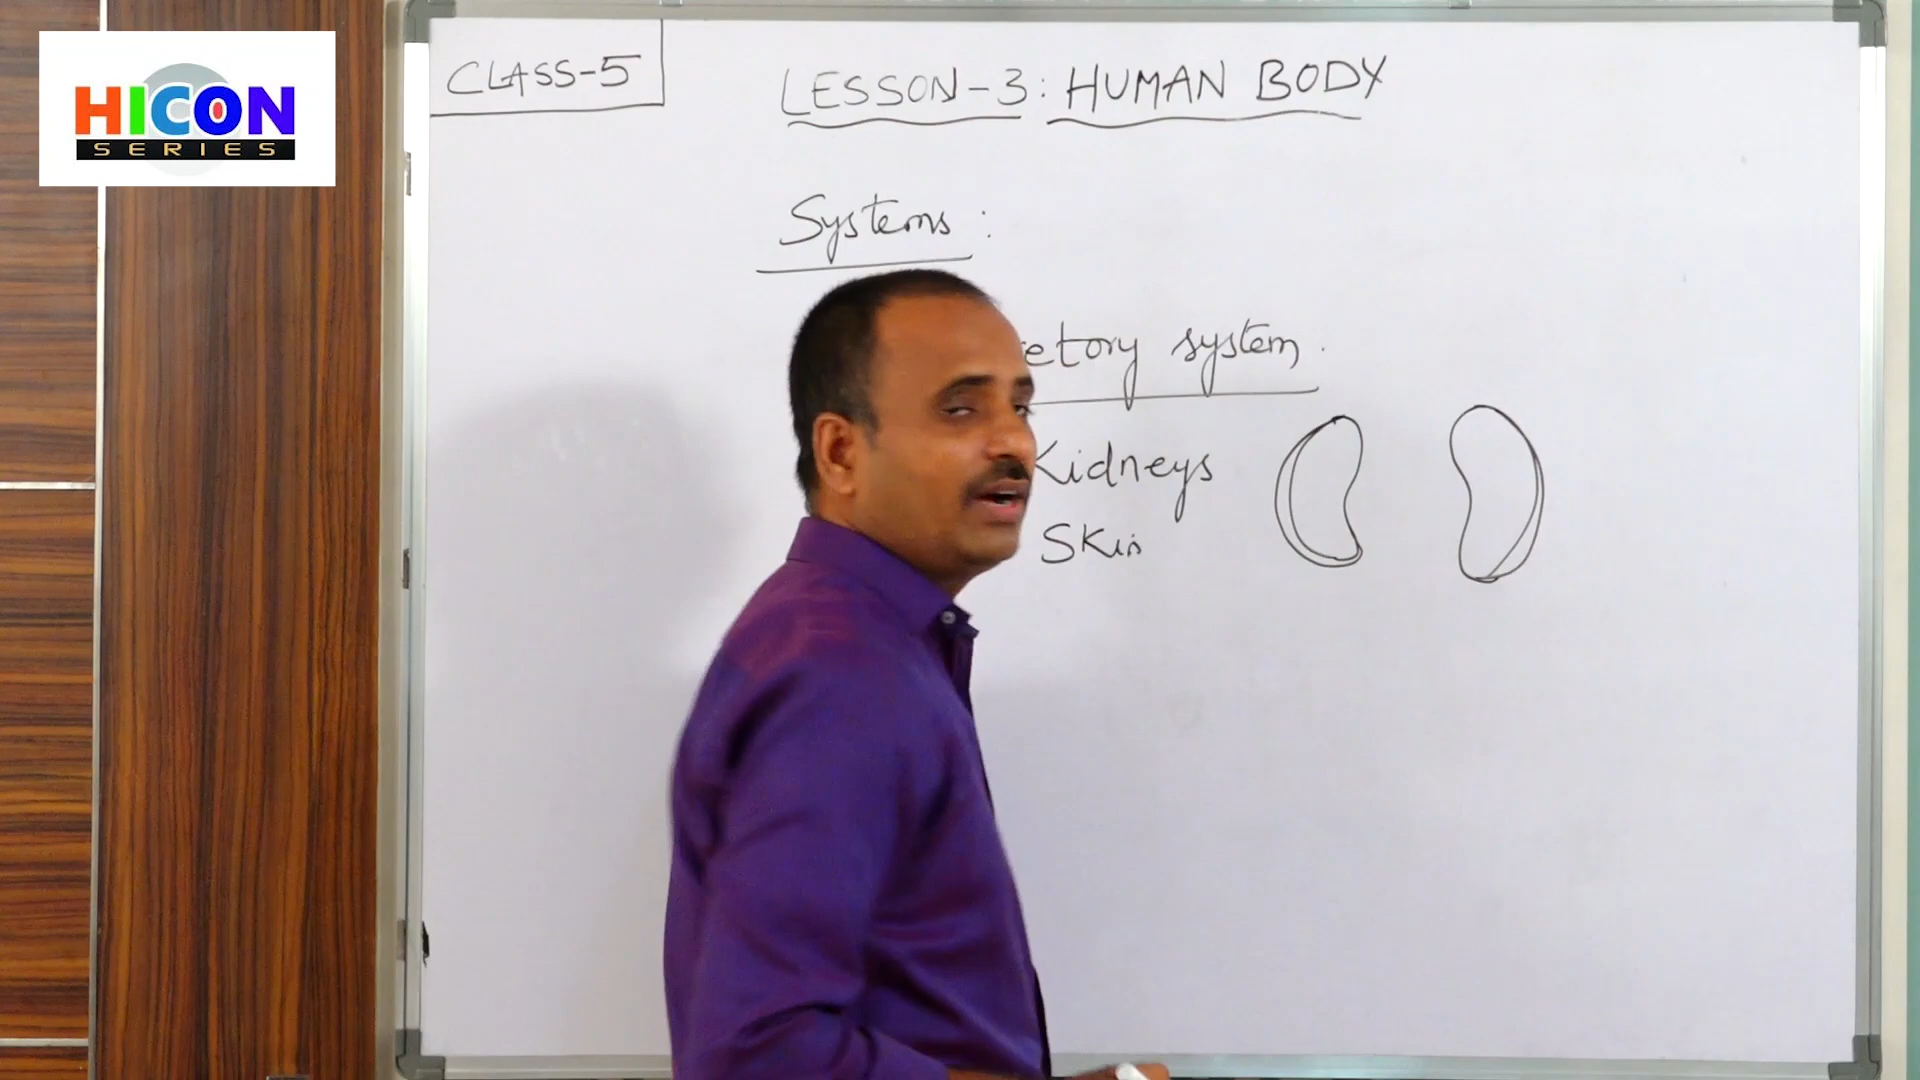 HICON
SERIES
CLASS-5
LESSON-3: HUMAN BODY
Systems:
etory system.
Kidneys
Skin